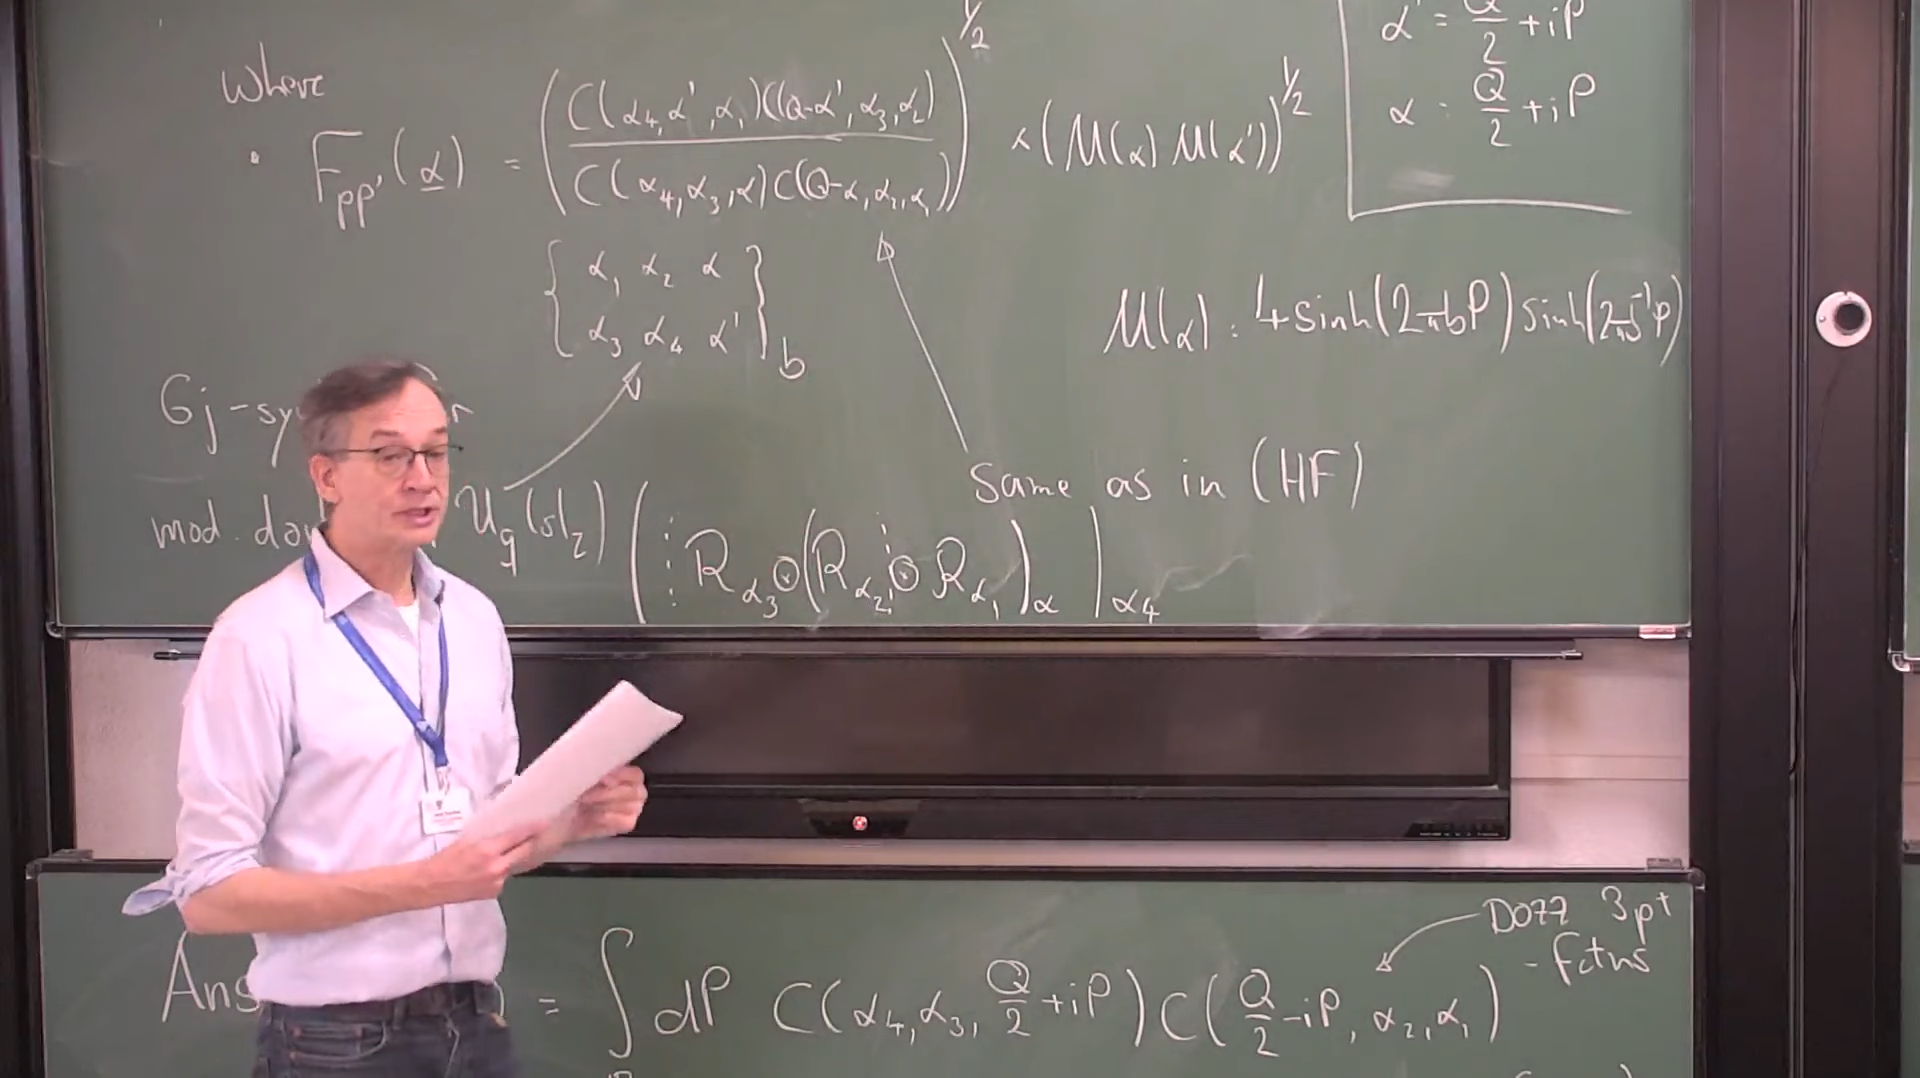 Where
• F_{PP'}(α) = ( C(α₄, α', α₁) C(Q-α', α₃, α₂) / C(α₄, α₃, α) C(Q-α, α₂, α₁) )^{1/2} × (M(α) M(α'))^{1/2}
α' = Q/2 + iP
α : Q/2 + iP
{ α₁ α₂ α
α₃ α₄ α' }_b
M(α) : 4 sinh(2πbP) sinh(2πb⁻¹P)
6j-sy
mod. do U_q(sl₂)
Same as in (HF)
( R_{α₃} ⊗ (R_{α₂} ⊗ R_{α₁})_α )_{α₄}
Ans = ∫ dP C(α₄, α₃, Q/2 + iP) C(Q/2 - iP, α₂, α₁)
DOZZ 3pt
- fctns